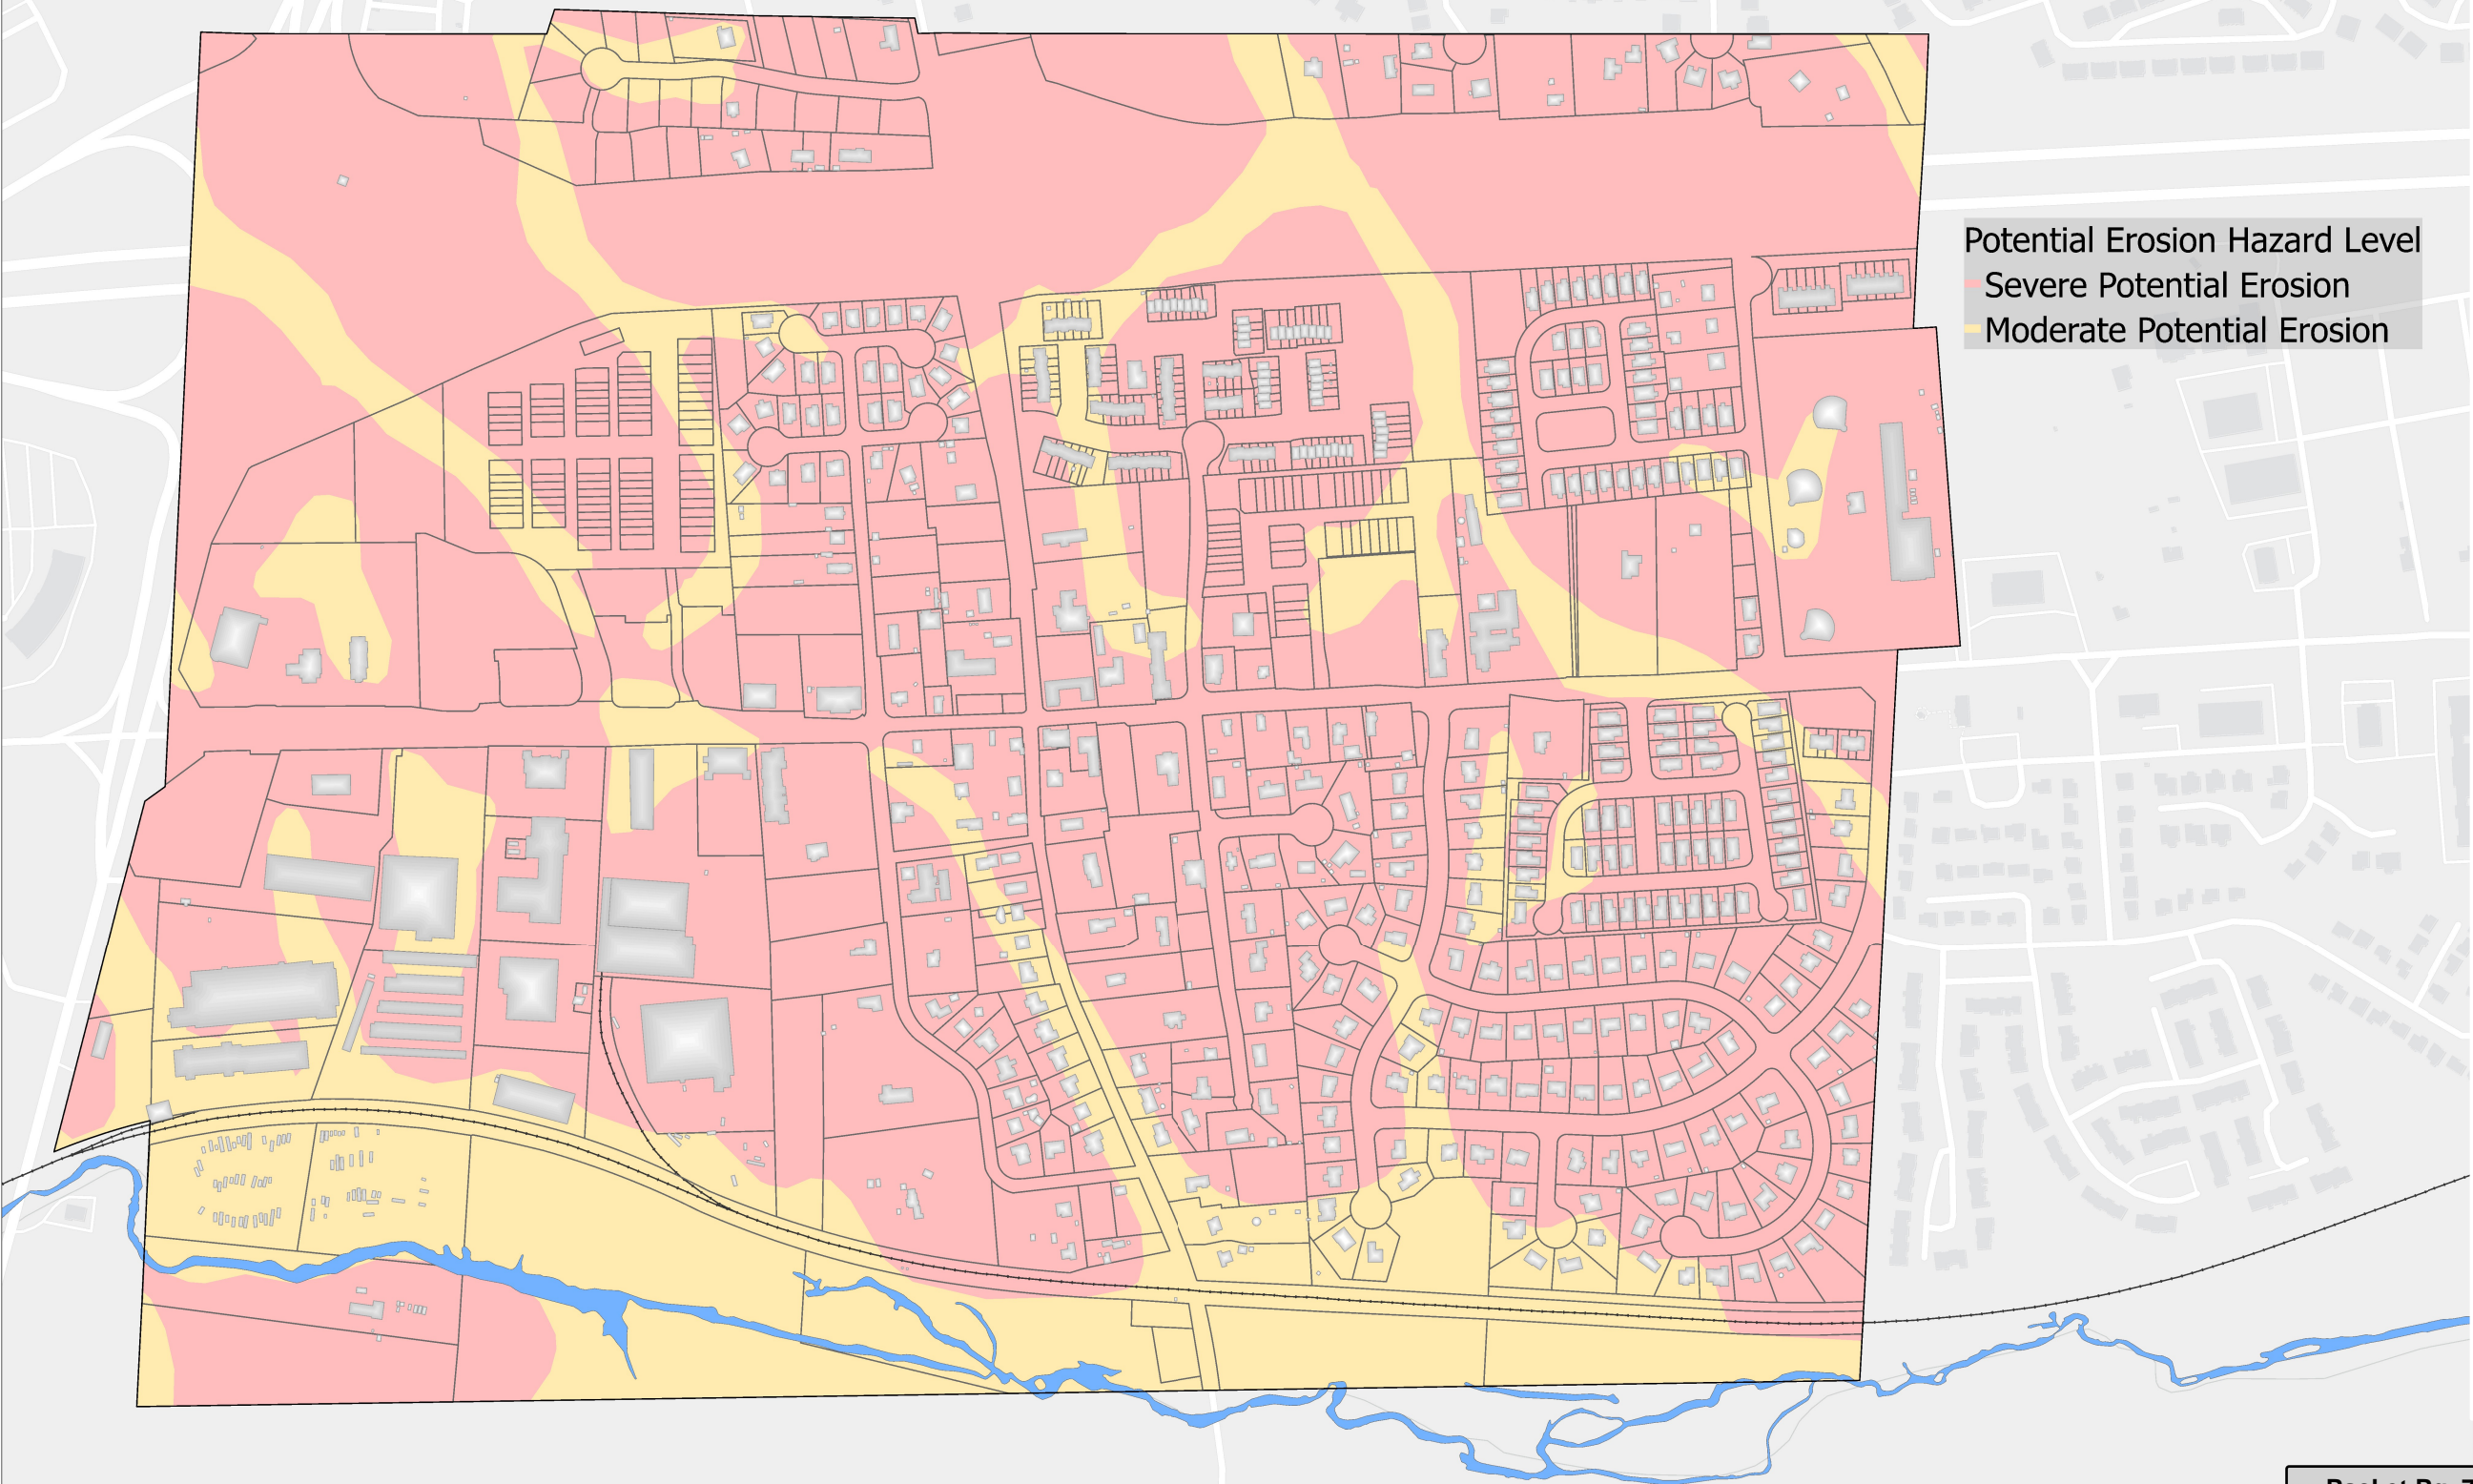 Potential Erosion Hazard Level
Severe Potential Erosion
Moderate Potential Erosion